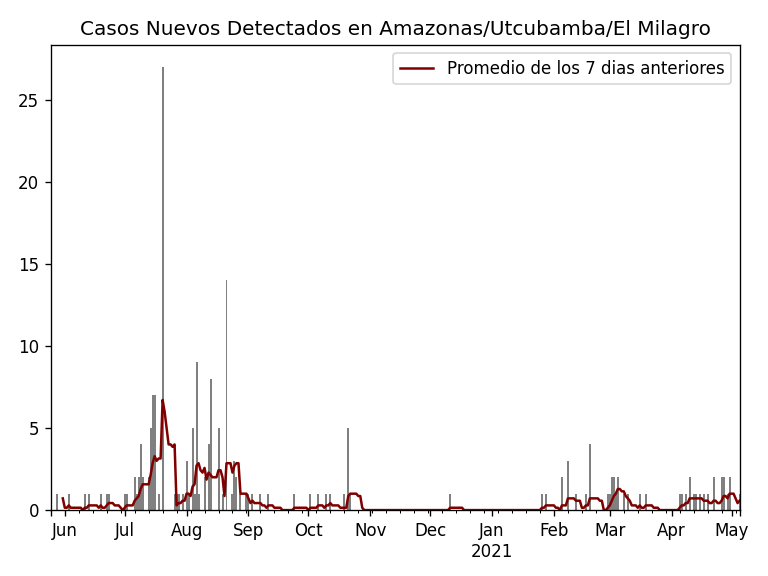 Casos Nuevos Detectados en Amazonas/Utcubamba/El Milagro
Promedio de los 7 dias anteriores
25
20
15
10
5
0
Jun Jul Aug Sep Oct Nov Dec Jan Feb Mar Apr May
2021